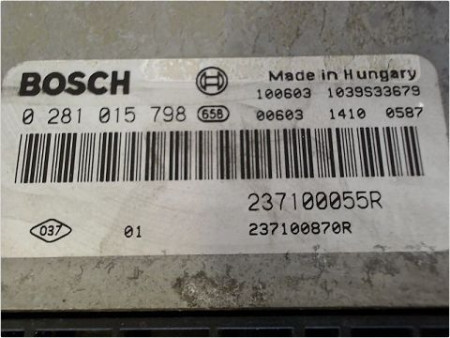 BOSCH Made in Hungary
100603 1039S33679
0 281 015 798 658 00603 1410 0587
237100055R
037 01 237100870R